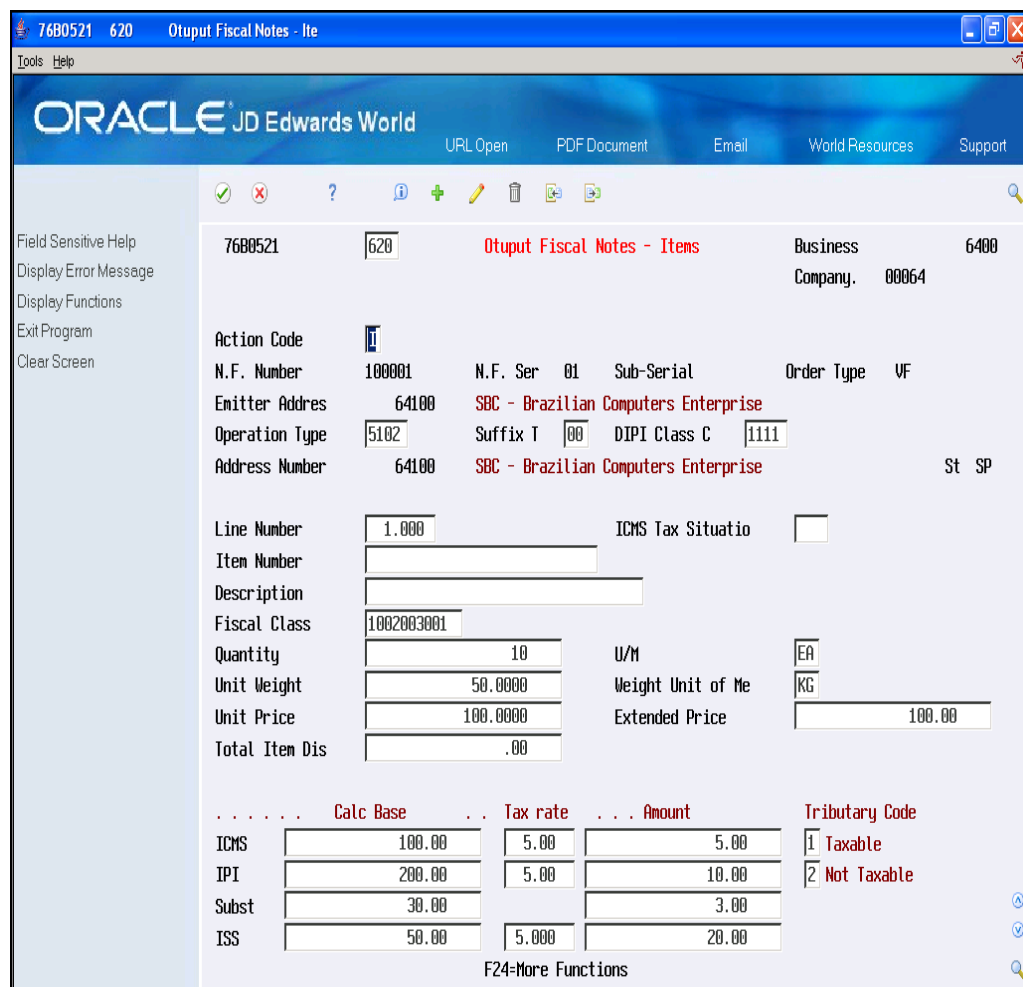 76B0521 620 Otuput Fiscal Notes - Ite
Tools Help
ORACLE JD Edwards World
URL Open PDF Document Email World Resources Support
?
Field Sensitive Help
Display Error Message
Display Functions
Exit Program
Clear Screen
76B0521 620 Otuput Fiscal Notes - Items Business 6400
Company. 00064
Action Code I
N.F. Number 100001 N.F. Ser 01 Sub-Serial Order Type VF
Emitter Addres 64100 SBC - Brazilian Computers Enterprise
Operation Type 5102 Suffix T 00 DIPI Class C 1111
Address Number 64100 SBC - Brazilian Computers Enterprise St SP
Line Number 1.000 ICMS Tax Situatio
Item Number
Description
Fiscal Class 1002003001
Quantity 10 U/M EA
Unit Weight 50.0000 Weight Unit of Me KG
Unit Price 100.0000 Extended Price 100.00
Total Item Dis .00
. . . . . . Calc Base . . Tax rate . . . Amount Tributary Code
ICMS 100.00 5.00 5.00 1 Taxable
IPI 200.00 5.00 10.00 2 Not Taxable
Subst 30.00 3.00
ISS 50.00 5.000 20.00
F24=More Functions